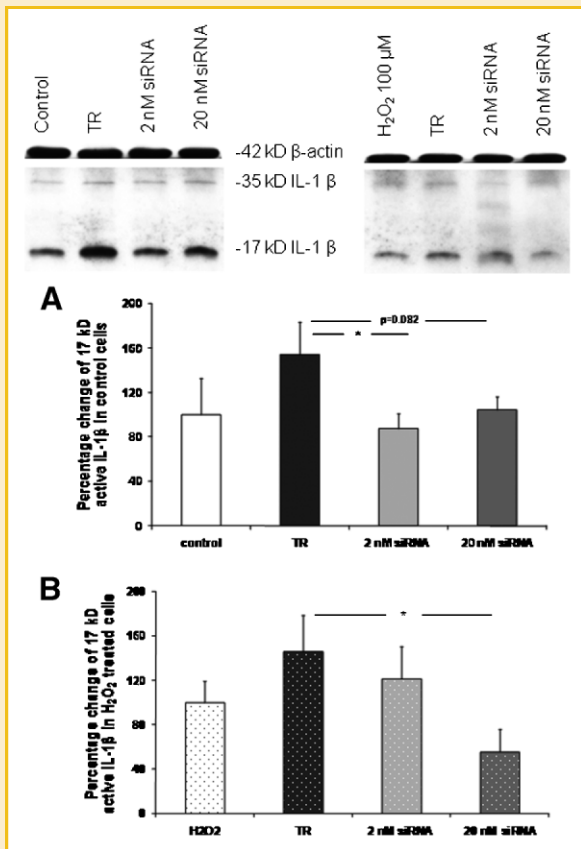 Control TR 2 nM siRNA 20 nM siRNA H₂O₂ 100 µM TR 2 nM siRNA 20 nM siRNA
-42 kD β-actin
-35 kD IL-1 β
-17 kD IL-1 β
A
Percentage change of 17 kD
active IL-1β in control cells
200
160
120
80
40
0
p=0.082
*
control TR 2 nM siRNA 20 nM siRNA
B
Percentage change of 17 kD
active IL-1β in H₂O₂ treated cells
200
160
120
80
40
0
*
H2O2 TR 2 nM siRNA 20 nM siRNA